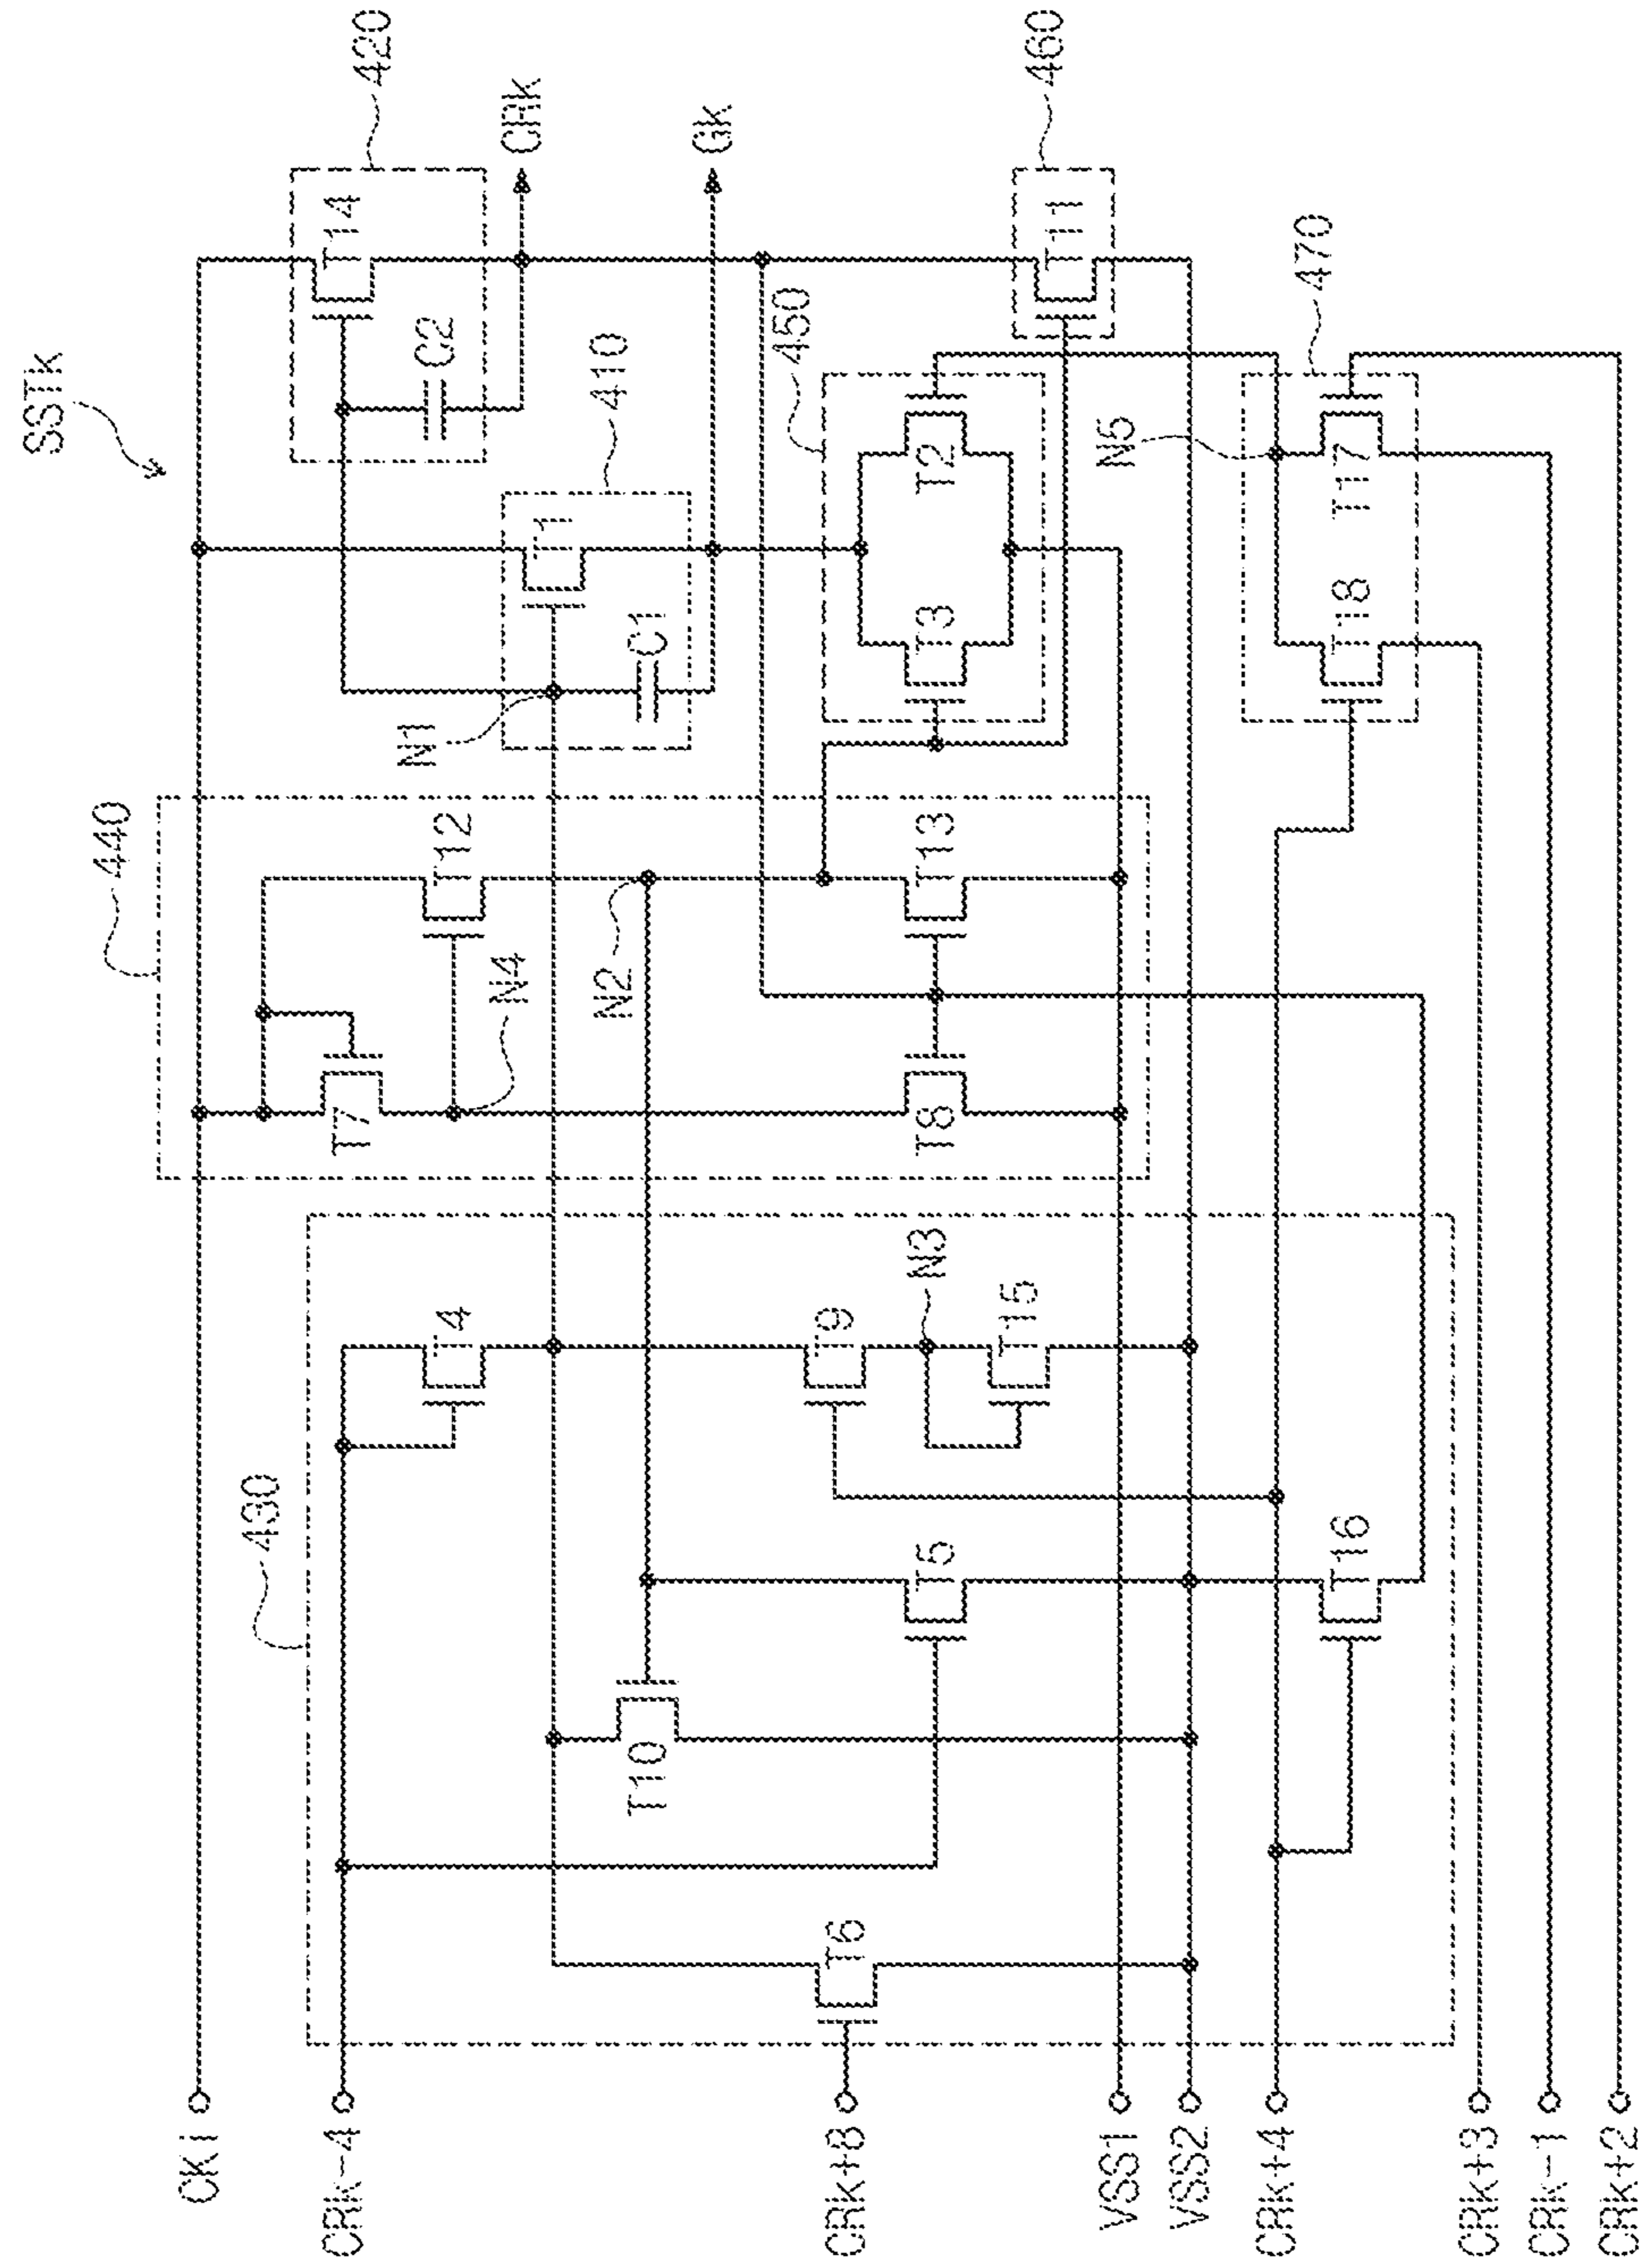 SSTk
420
T14
C2
CRk
440
410
T1
C1
N1
Gk
T12
T7
N4
N2
450
T2
T3
460
T11
T13
T8
N5
470
T17
T18
430
T4
T9
N3
T15
T5
T10
T16
T6
CKi
CRk-4
CRk+8
VSS1
VSS2
CRk+4
CRk+3
CRk-1
CRk+2